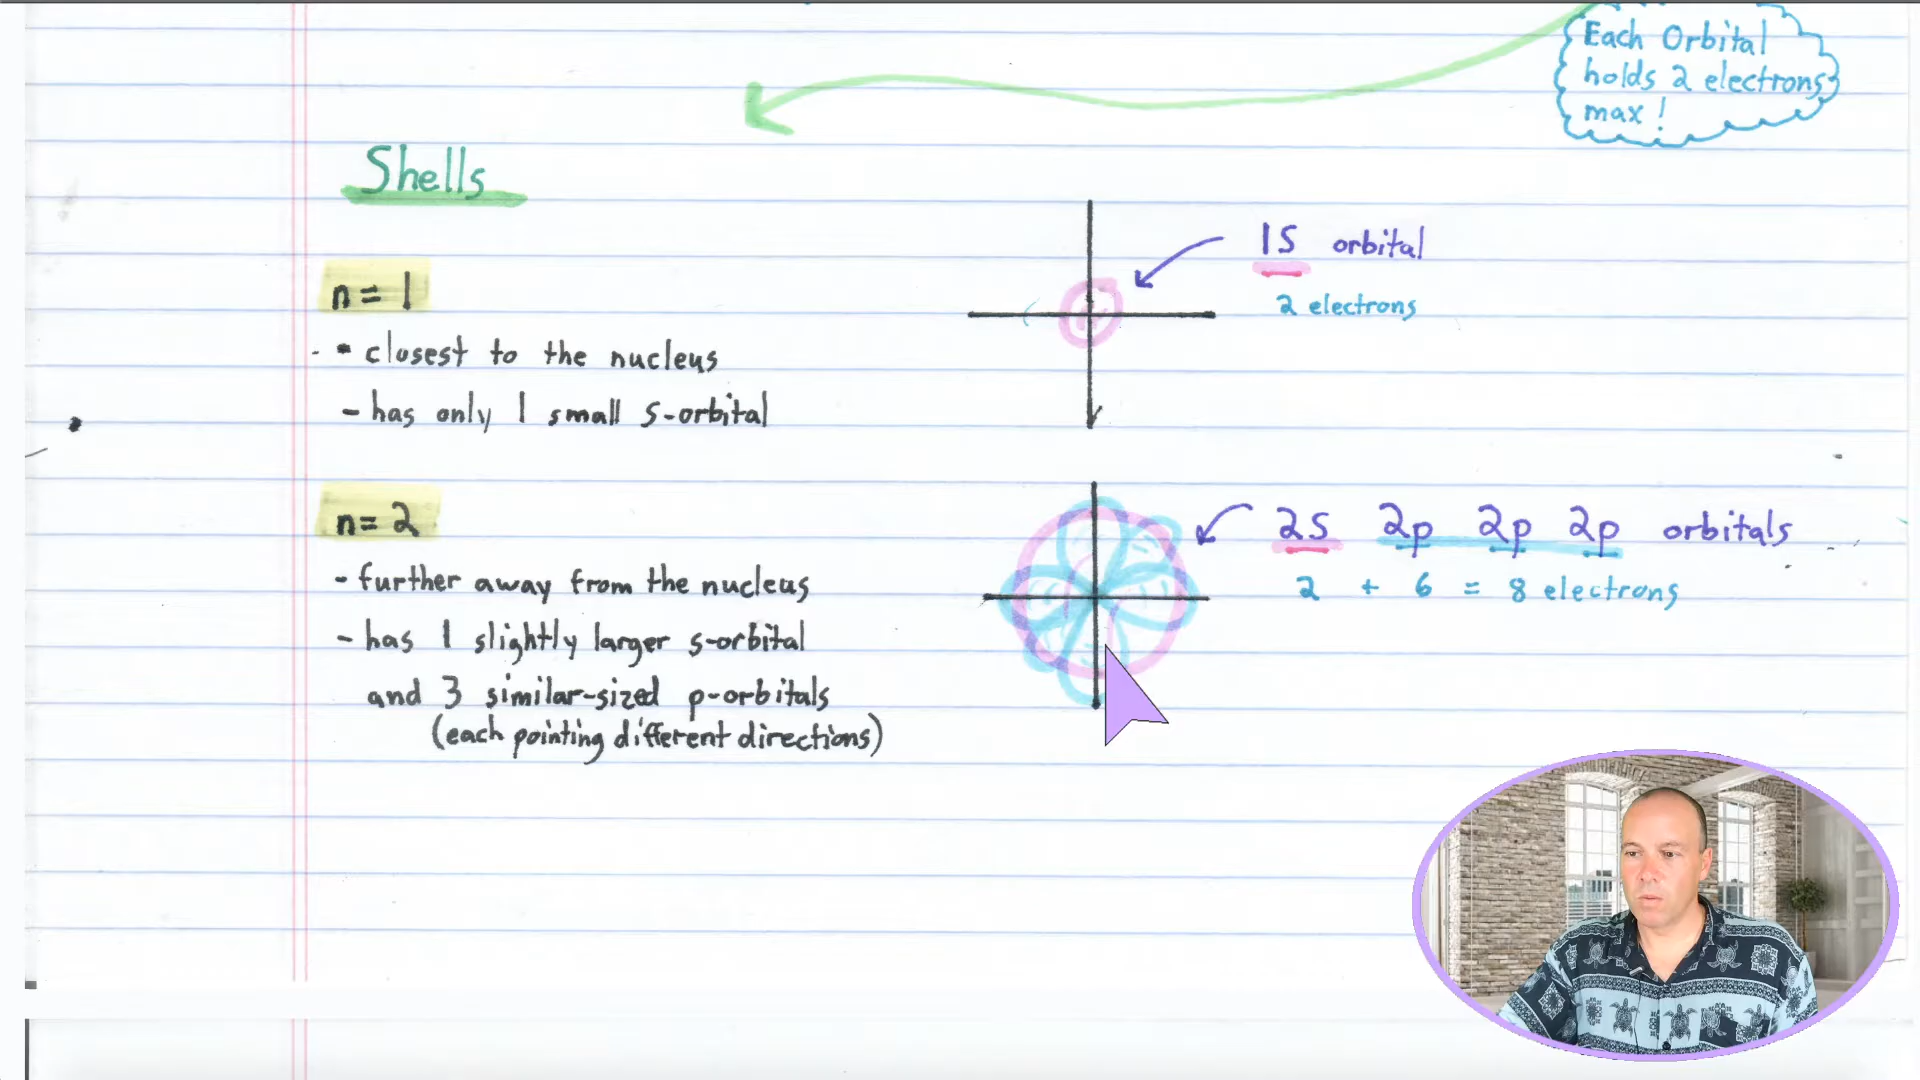 Each Orbital
holds 2 electrons
max!
Shells
1S orbital
2 electrons
n = 1
• closest to the nucleus
- has only 1 small s-orbital
n = 2
- further away from the nucleus
- has 1 slightly larger s-orbital
and 3 similar-sized p-orbitals
(each pointing different directions)
2S 2p 2p 2p orbitals
2 + 6 = 8 electrons